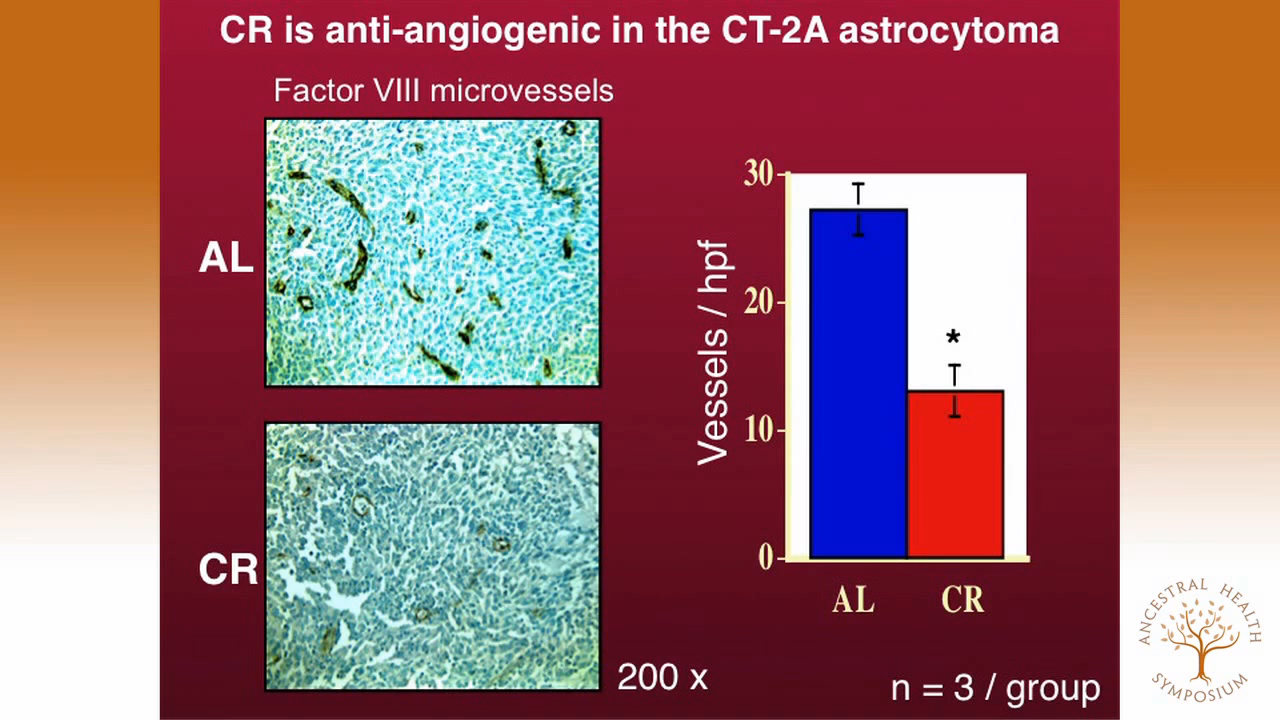 CR is anti-angiogenic in the CT-2A astrocytoma
Factor VIII microvessels
AL
CR
200 x
Vessels / hpf
30
20
10
0
*
AL CR
n = 3 / group
ANCESTRAL HEALTH
SYMPOSIUM